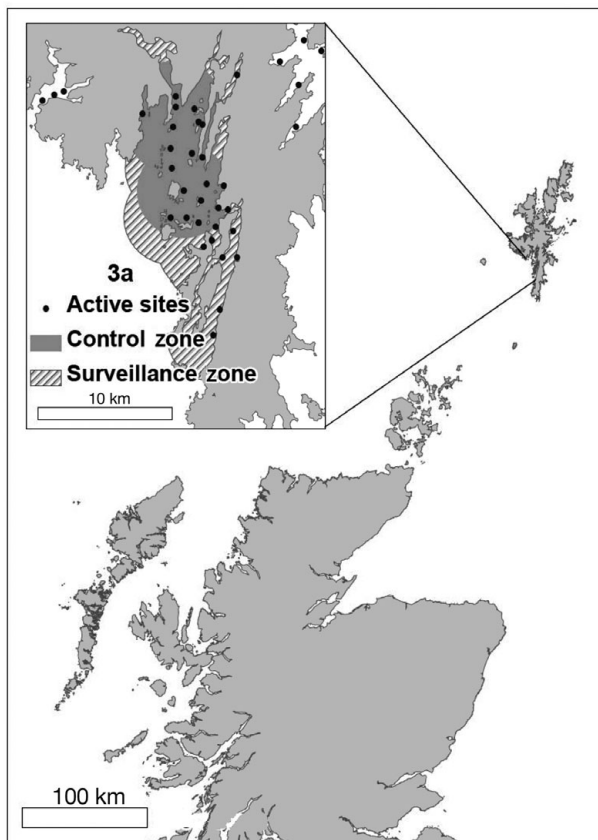 3a
Active sites
Control zone
Surveillance zone
10 km
100 km